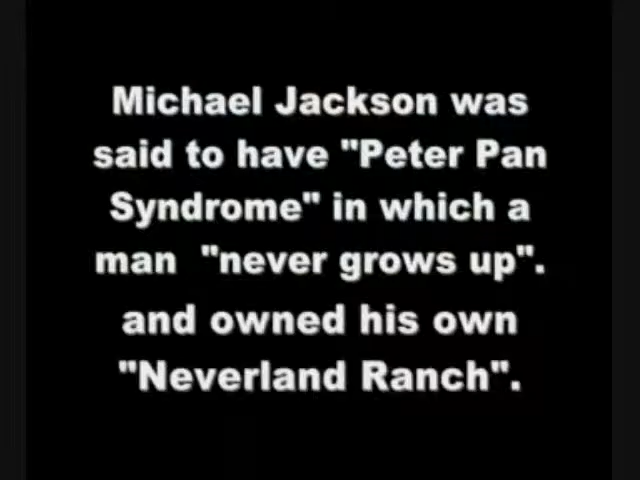 Michael Jackson was
said to have "Peter Pan
Syndrome" in which a
man  "never grows up".
and owned his own
"Neverland Ranch".